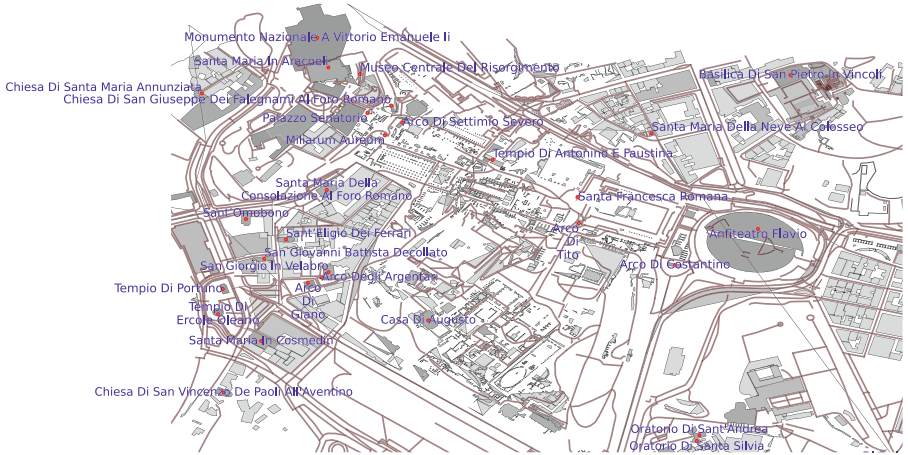 Monumento Nazionale A Vittorio Emanuele Ii
Santa Maria In Aracoeli
Museo Centrale Del Risorgimento
Basilica Di San Pietro In Vincoli
Chiesa Di Santa Maria Annunziata
Chiesa Di San Giuseppe Dei Falegnami Al Foro Romano
Palazzo Senatorio
Arco Di Settimio Severo
Santa Maria Della Neve Al Colosseo
Miliarum Aureum
Tempio Di Antonino E Faustina
Santa Maria Della
Consolazione Al Foro Romano
Santa Francesca Romana
Sant'Omobono
Sant'Eligio Dei Ferrari
Arco
Di
Tito
Anfiteatro Flavio
San Giovanni Battista Decollato
San Giorgio In Velabro
Arco Di Costantino
Arco Degli Argentari
Tempio Di Portuno
Arco
Di
Giano
Tempio Di
Ercole Oleario
Casa Di Augusto
Santa Maria In Cosmedin
Chiesa Di San Vincenzo De Paoli All'Aventino
Oratorio Di Sant'Andrea
Oratorio Di Santa Silvia